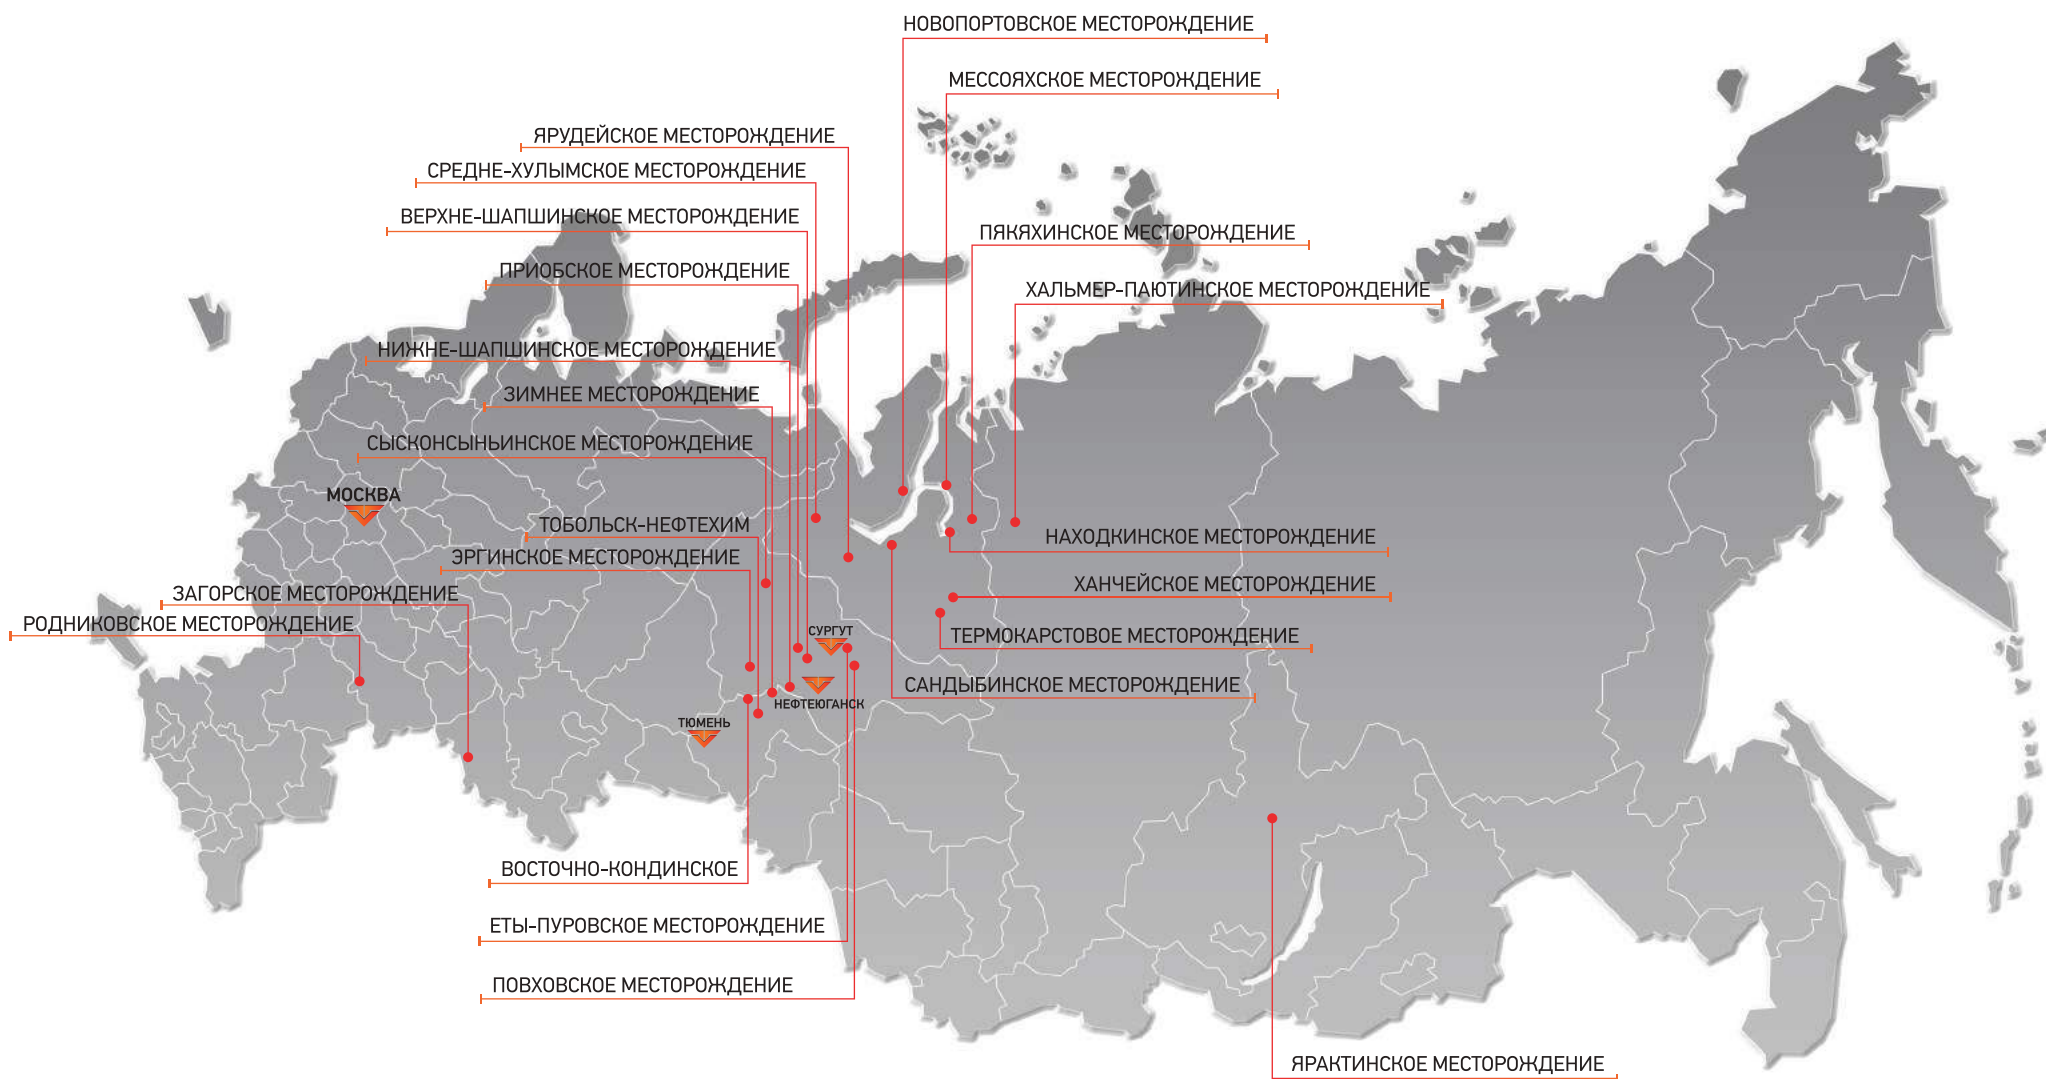 НОВОПОРТОВСКОЕ МЕСТОРОЖДЕНИЕ
МЕССОЯХСКОЕ МЕСТОРОЖДЕНИЕ
ЯРУДЕЙСКОЕ МЕСТОРОЖДЕНИЕ
СРЕДНЕ-ХУЛЫМСКОЕ МЕСТОРОЖДЕНИЕ
ВЕРХНЕ-ШАПШИНСКОЕ МЕСТОРОЖДЕНИЕ
ПЯКЯХИНСКОЕ МЕСТОРОЖДЕНИЕ
ПРИОБСКОЕ МЕСТОРОЖДЕНИЕ
ХАЛЬМЕР-ПАЮТИНСКОЕ МЕСТОРОЖДЕНИЕ
НИЖНЕ-ШАПШИНСКОЕ МЕСТОРОЖДЕНИЕ
ЗИМНЕЕ МЕСТОРОЖДЕНИЕ
СЫСКОНСЫНЬИНСКОЕ МЕСТОРОЖДЕНИЕ
МОСКВА
ТОБОЛЬСК-НЕФТЕХИМ
НАХОДКИНСКОЕ МЕСТОРОЖДЕНИЕ
ЭРГИНСКОЕ МЕСТОРОЖДЕНИЕ
ХАНЧЕЙСКОЕ МЕСТОРОЖДЕНИЕ
ЗАГОРСКОЕ МЕСТОРОЖДЕНИЕ
РОДНИКОВСКОЕ МЕСТОРОЖДЕНИЕ
СУРГУТ
ТЕРМОКАРСТОВОЕ МЕСТОРОЖДЕНИЕ
САНДЫБИНСКОЕ МЕСТОРОЖДЕНИЕ
НЕФТЕЮГАНСК
ТЮМЕНЬ
ВОСТОЧНО-КОНДИНСКОЕ
ЕТЫ-ПУРОВСКОЕ МЕСТОРОЖДЕНИЕ
ПОВХОВСКОЕ МЕСТОРОЖДЕНИЕ
ЯРАКТИНСКОЕ МЕСТОРОЖДЕНИЕ